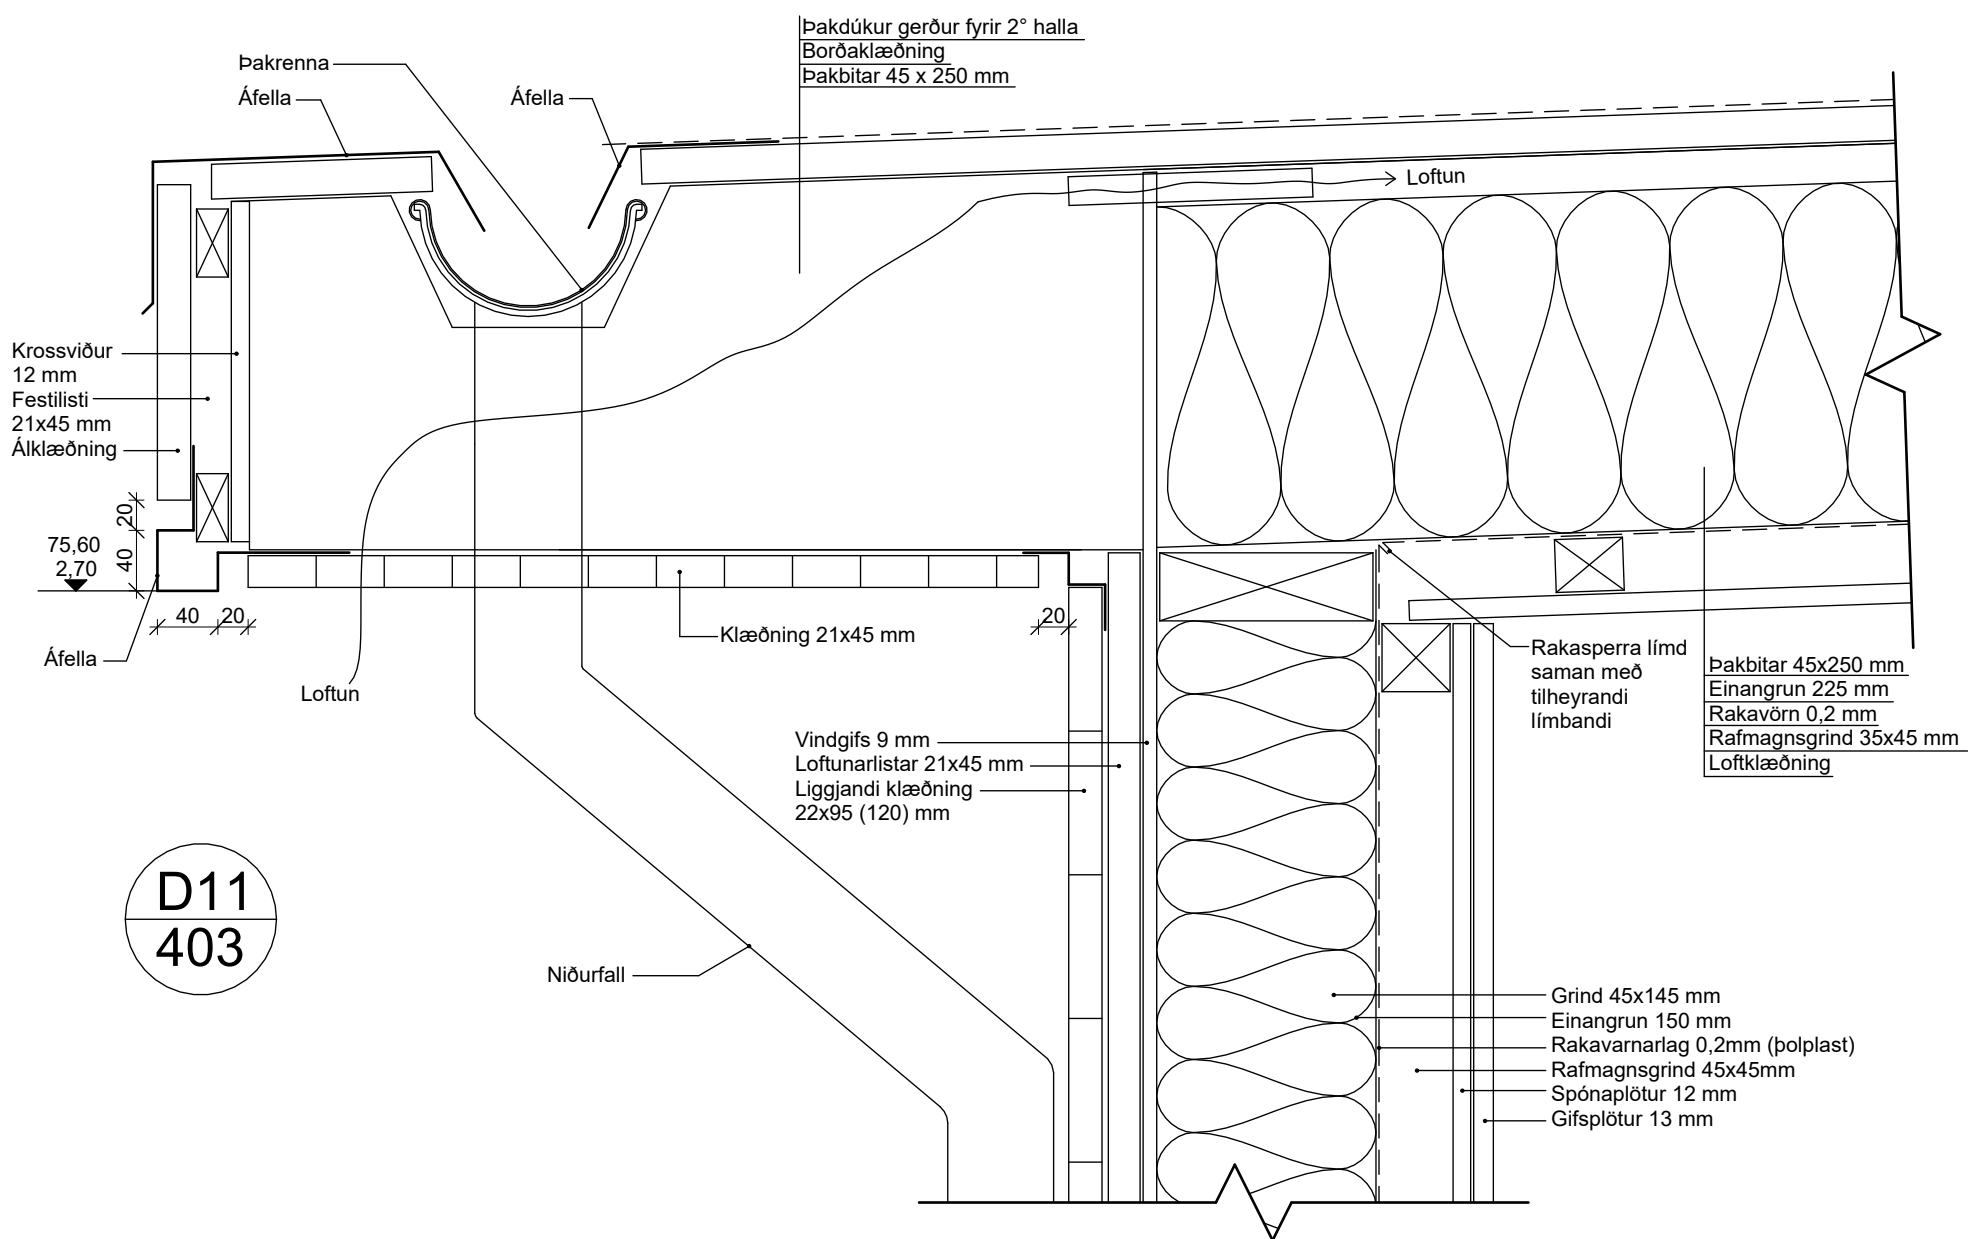 Þakdúkur gerður fyrir 2° halla
Borðaklæðning
Þakbitar 45 x 250 mm
Þakrenna
Áfella
Áfella
Loftun
Krossviður
12 mm
Festilisti
21x45 mm
Álklæðning
20
40
75,60
2,70
40
20
20
Áfella
Klæðning 21x45 mm
Loftun
Rakasperra límd
saman með
tilheyrandi
límbandi
Þakbitar 45x250 mm
Einangrun 225 mm
Rakavörn 0,2 mm
Rafmagnsgrind 35x45 mm
Loftklæðning
Vindgifs 9 mm
Loftunarlistar 21x45 mm
Liggjandi klæðning
22x95 (120) mm
D11
403
Niðurfall
Grind 45x145 mm
Einangrun 150 mm
Rakavarnarlag 0,2mm (þolplast)
Rafmagnsgrind 45x45mm
Spónaplötur 12 mm
Gifsplötur 13 mm